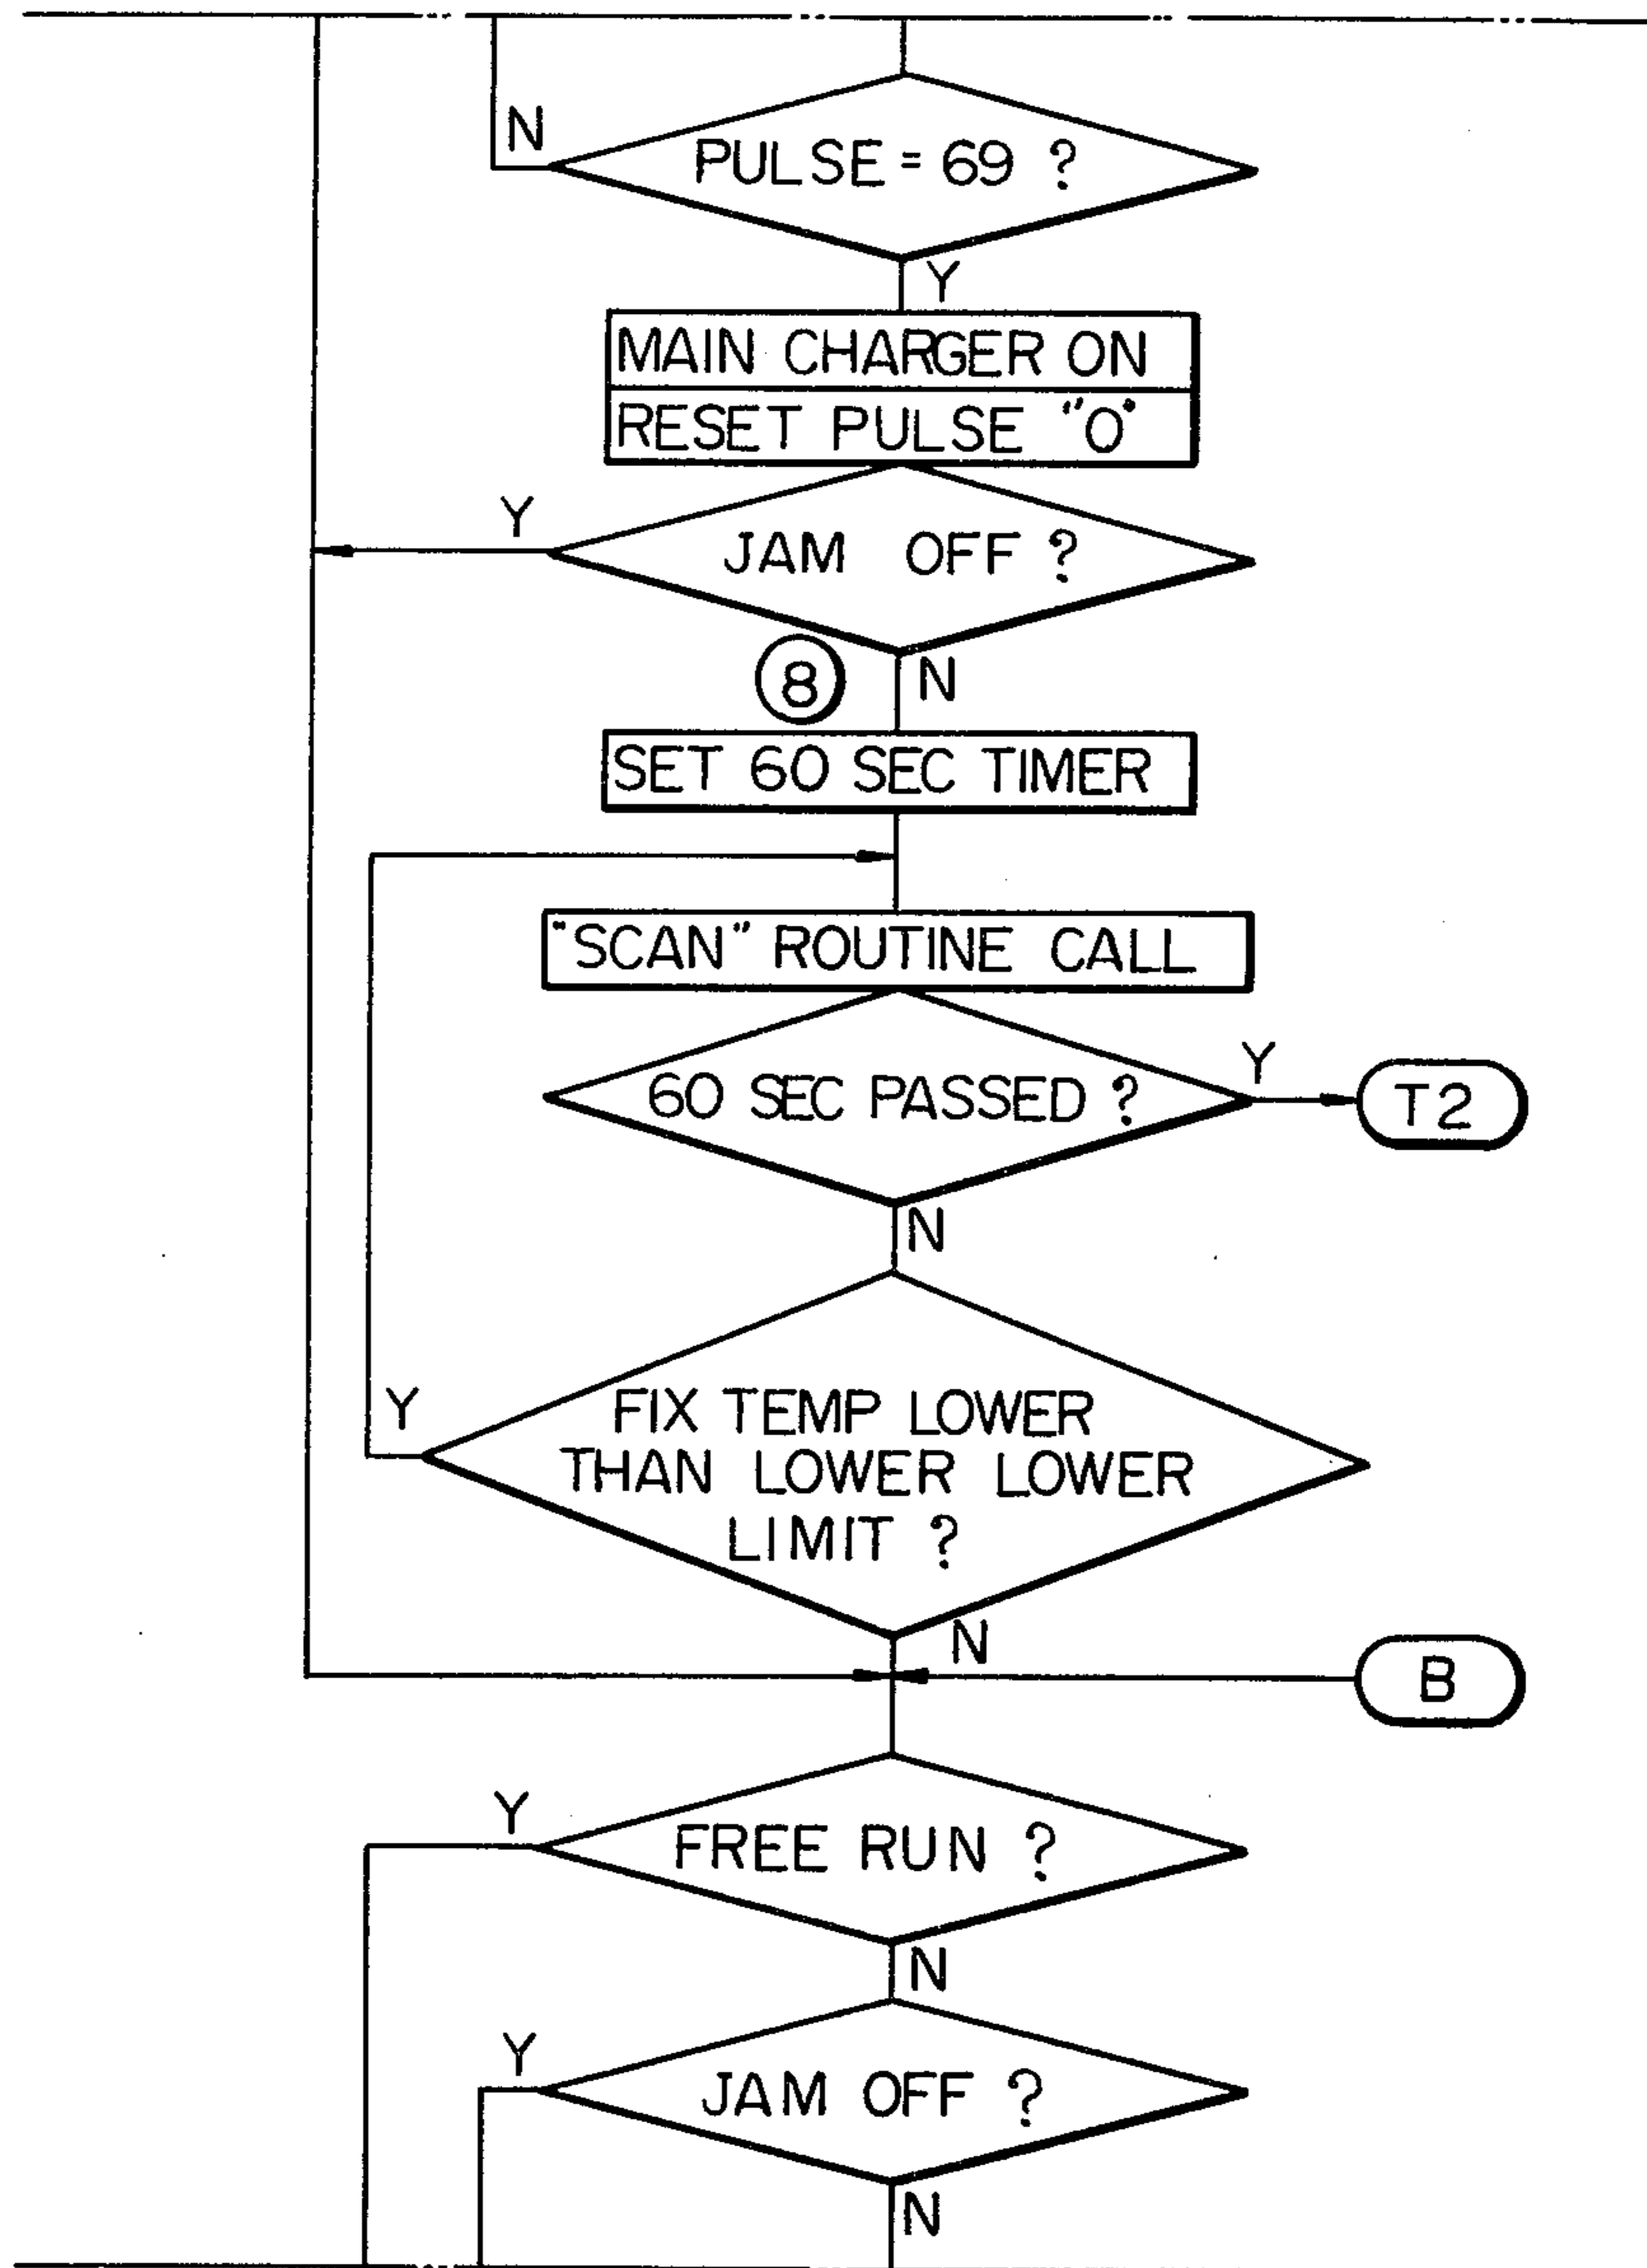 N
PULSE = 69 ?
Y
MAIN CHARGER ON
RESET PULSE "0"
Y
JAM OFF ?
8
N
SET 60 SEC TIMER
"SCAN" ROUTINE CALL
Y
60 SEC PASSED ?
T2
N
Y
FIX TEMP LOWER
THAN LOWER LOWER
LIMIT ?
N
B
Y
FREE RUN ?
N
Y
JAM OFF ?
N